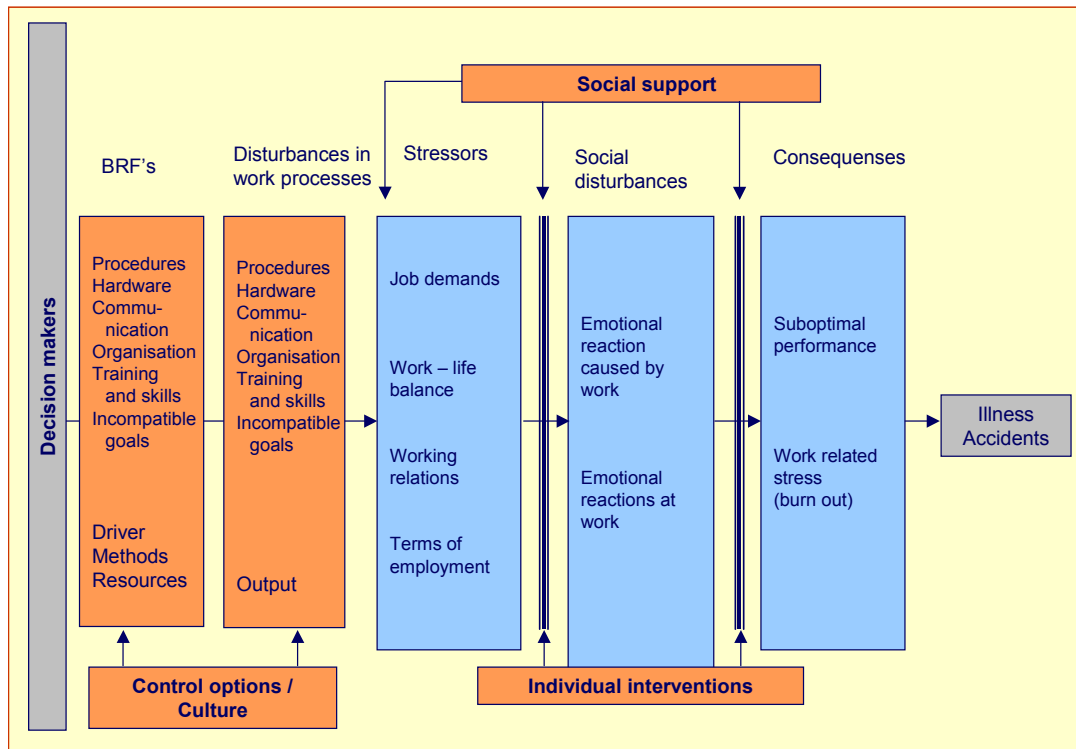 Decision makers
Social support
BRF's
Disturbances in
work processes
Stressors
Social
disturbances
Consequenses
Procedures
Hardware
Commu-
nication
Organisation
Training
and skills
Incompatible
goals
Driver
Methods
Resources
Procedures
Hardware
Commu-
nication
Organisation
Training
and skills
Incompatible
goals
Output
Job demands
Work – life
balance
Working
relations
Terms of
employment
Emotional
reaction
caused by
work
Emotional
reactions at
work
Suboptimal
performance
Work related
stress
(burn out)
Illness
Accidents
Control options /
Culture
Individual interventions